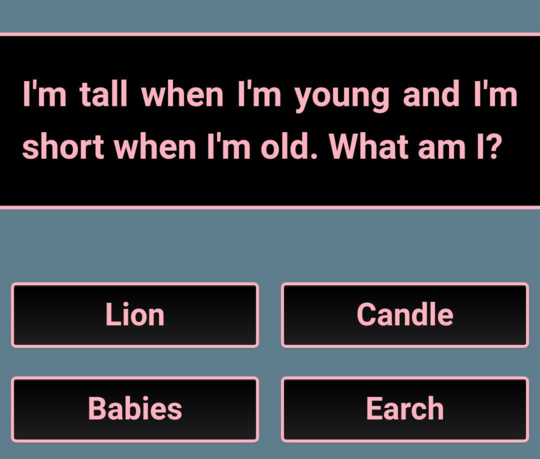 I'm tall when I'm young and I'm
short when I'm old. What am I?
Lion
Candle
Babies
Earch